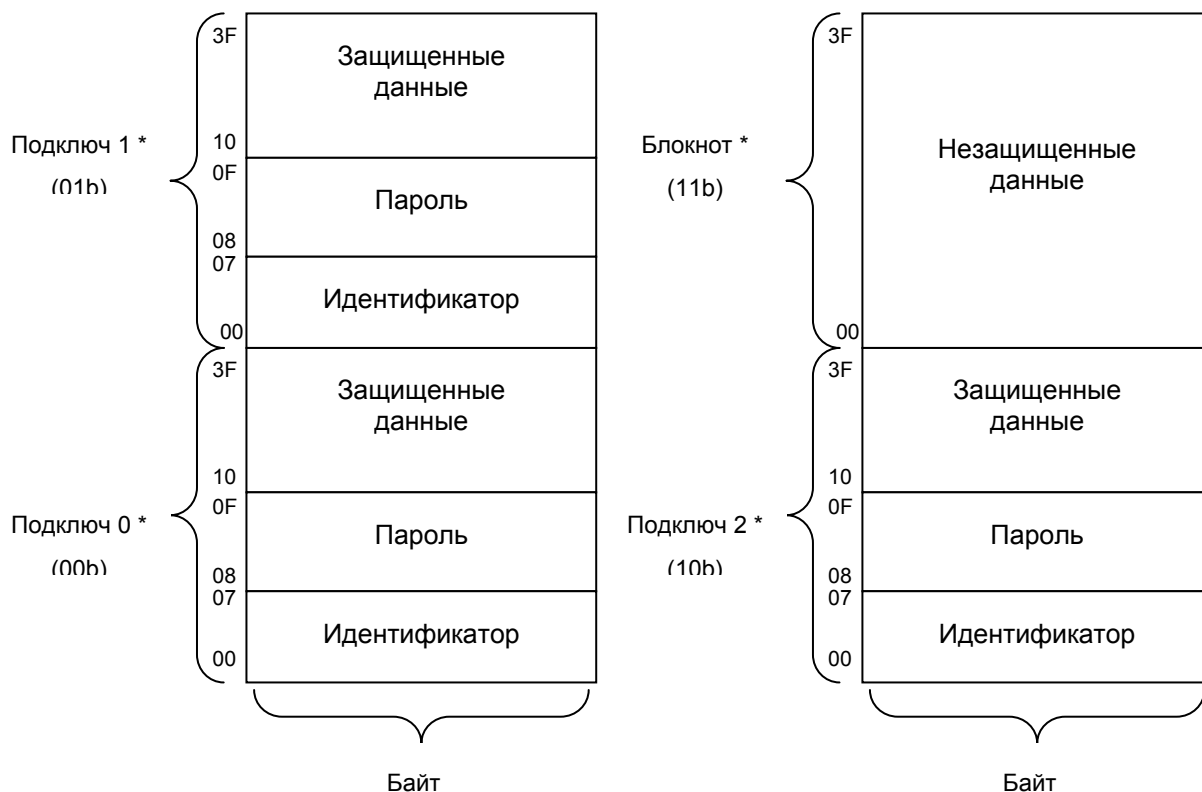 3F
Защищенные
данные
10
Подключ 1 *
(01b)
0F
Пароль
08
07
Идентификатор
00
3F
Защищенные
данные
10
Подключ 0 *
(00b)
0F
Пароль
08
07
Идентификатор
00
Байт
3F
Блокнот *
(11b)
Незащищенные
данные
00
3F
Защищенные
данные
10
Подключ 2 *
(10b)
0F
Пароль
08
07
Идентификатор
00
Байт